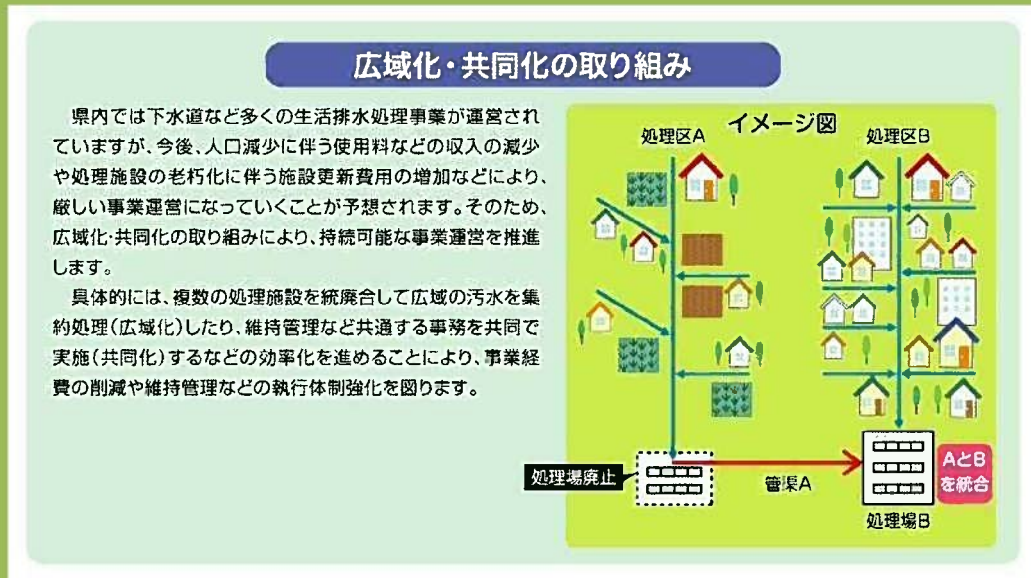 広域化・共同化の取り組み
県内では下水道など多くの生活排水処理事業が運営され
ていますが、今後、人口減少に伴う使用料などの収入の減少
や処理施設の老朽化に伴う施設更新費用の増加などにより、
厳しい事業運営になっていくことが予想されます。そのため、
広域化・共同化の取り組みにより、持続可能な事業運営を推進
します。
具体的には、複数の処理施設を統廃合して広域の汚水を集
約処理(広域化)したり、維持管理など共通する事務を共同で
実施(共同化)するなどの効率化を進めることにより、事業経
費の削減や維持管理などの執行体制強化を図ります。
イメージ図
処理区A
処理区B
処理場廃止
管渠A
AとB
を統合
処理場B